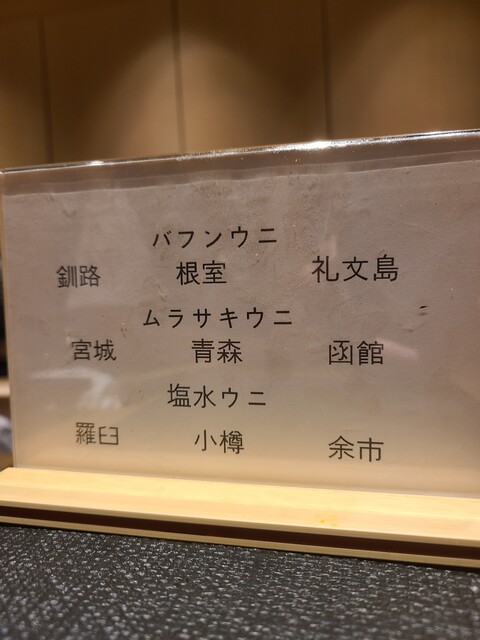 バフンウニ
釧路 根室 礼文島
ムラサキウニ
宮城 青森 函館
塩水ウニ
羅臼 小樽 余市